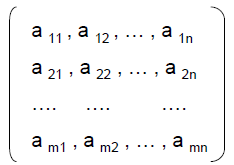 a 11 , a 12 , … , a 1n
a 21 , a 22 , … , a 2n
…. …. ….
a m1 , a m2 , … , a mn